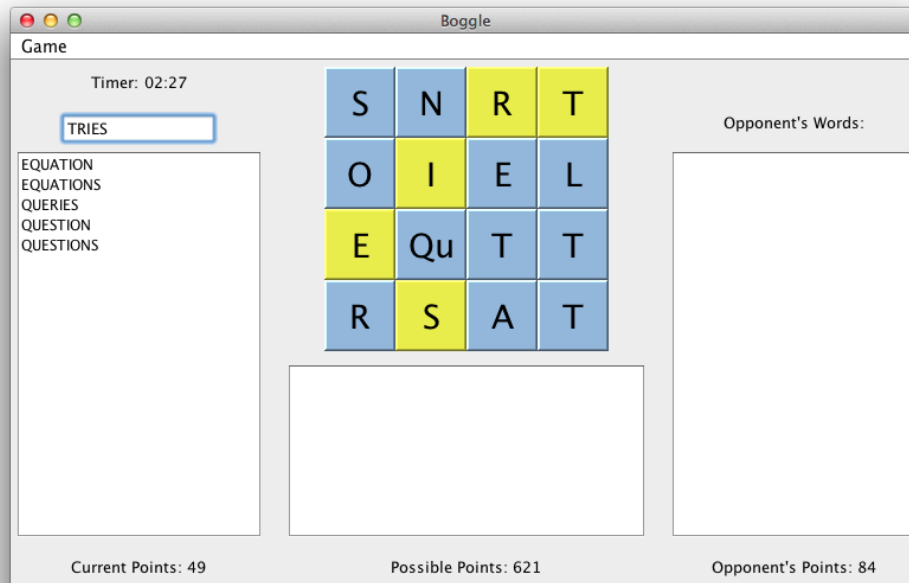 Boggle
Game
Timer: 02:27
TRIES
EQUATION
EQUATIONS
QUERIES
QUESTION
QUESTIONS
Current Points: 49
S N R T
O I E L
E Qu T T
R S A T
Possible Points: 621
Opponent's Words:
Opponent's Points: 84